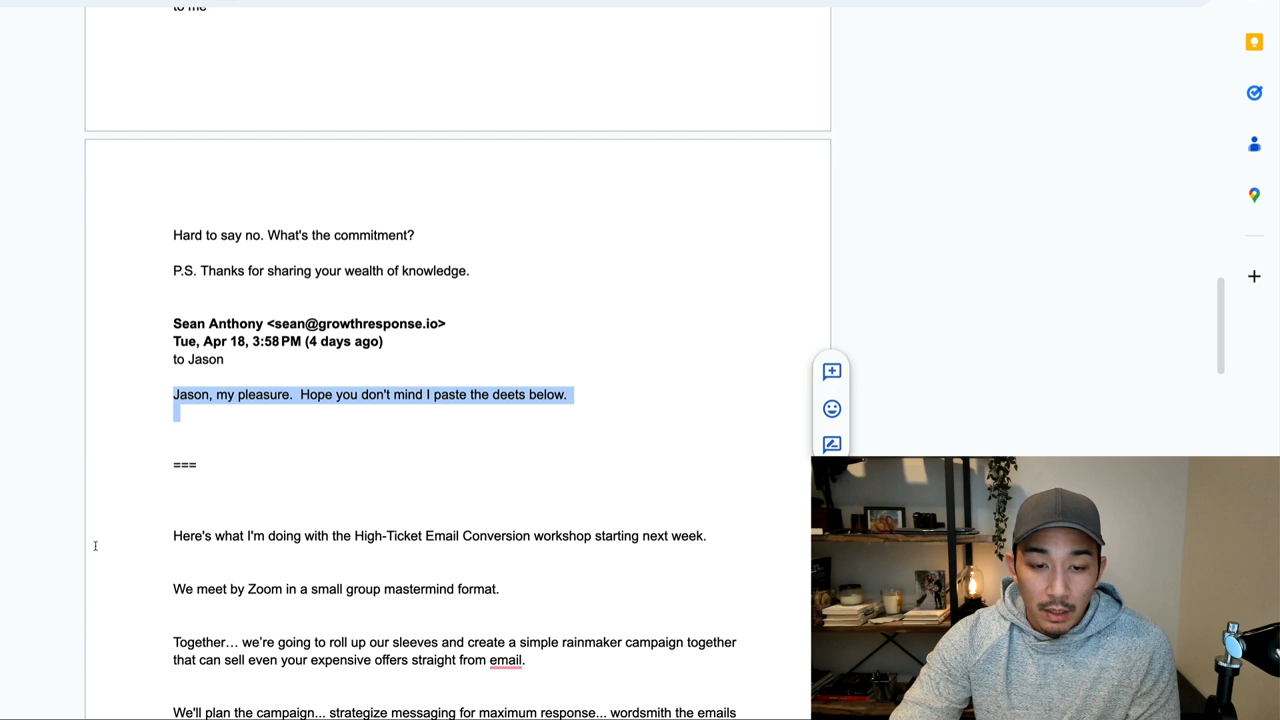 to me
Hard to say no. What's the commitment?
P.S. Thanks for sharing your wealth of knowledge.
Sean Anthony <sean@growthresponse.io>
Tue, Apr 18, 3:58 PM (4 days ago)
to Jason
Jason, my pleasure.  Hope you don't mind I paste the deets below.
===
Here's what I'm doing with the High-Ticket Email Conversion workshop starting next week.
We meet by Zoom in a small group mastermind format.
Together… we're going to roll up our sleeves and create a simple rainmaker campaign together
that can sell even your expensive offers straight from email.
We'll plan the campaign... strategize messaging for maximum response... wordsmith the emails